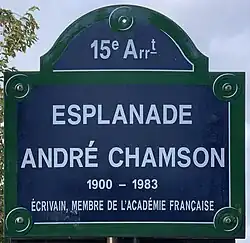 15e Arrt
ESPLANADE
ANDRÉ CHAMSON
1900 – 1983
ÉCRIVAIN, MEMBRE DE L'ACADÉMIE FRANÇAISE